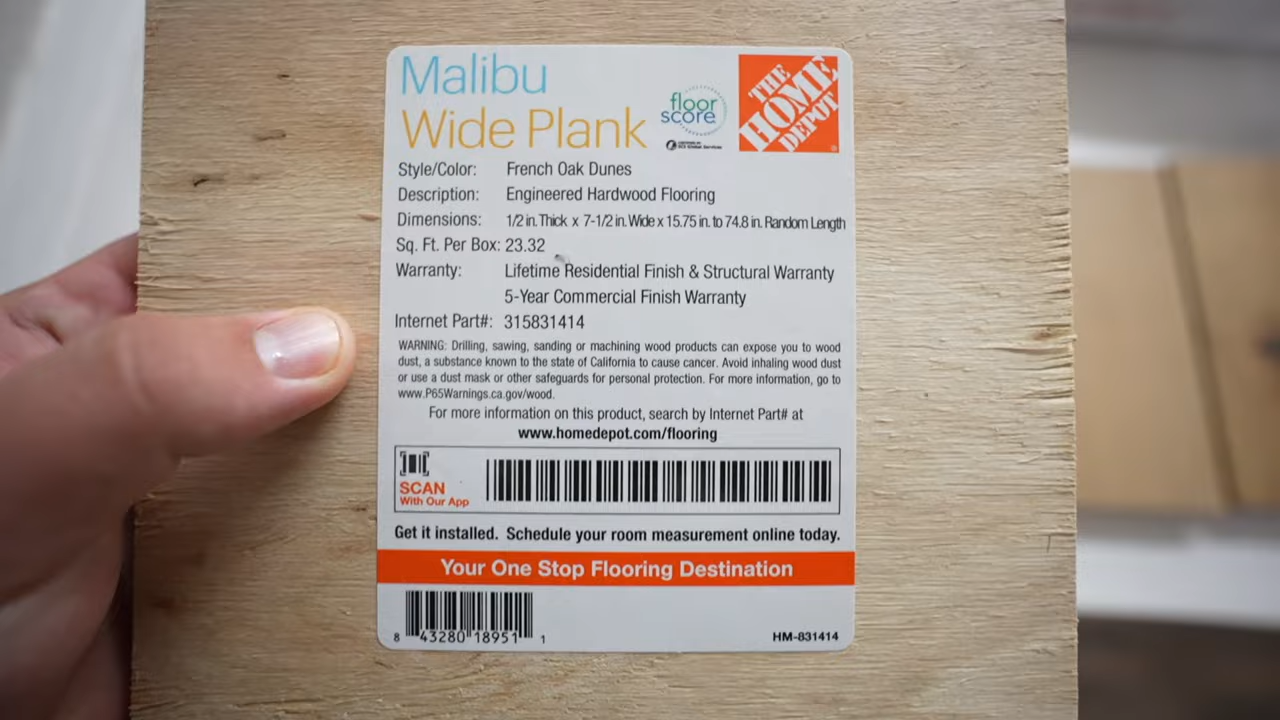 Malibu
Wide Plank
floor
score
CERTIFIED BY
SCS Global Services
THE
HOME
DEPOT
Style/Color: French Oak Dunes
Description: Engineered Hardwood Flooring
Dimensions: 1/2 in. Thick x 7-1/2 in. Wide x 15.75 in. to 74.8 in. Random Length
Sq. Ft. Per Box: 23.32
Warranty: Lifetime Residential Finish & Structural Warranty
5-Year Commercial Finish Warranty
Internet Part#: 315831414
WARNING: Drilling, sawing, sanding or machining wood products can expose you to wood
dust, a substance known to the state of California to cause cancer. Avoid inhaling wood dust
or use a dust mask or other safeguards for personal protection. For more information, go to
www.P65Warnings.ca.gov/wood.
For more information on this product, search by Internet Part# at
www.homedepot.com/flooring
SCAN
With Our App
Get it installed. Schedule your room measurement online today.
Your One Stop Flooring Destination
8 43280 18951 1
HM-831414